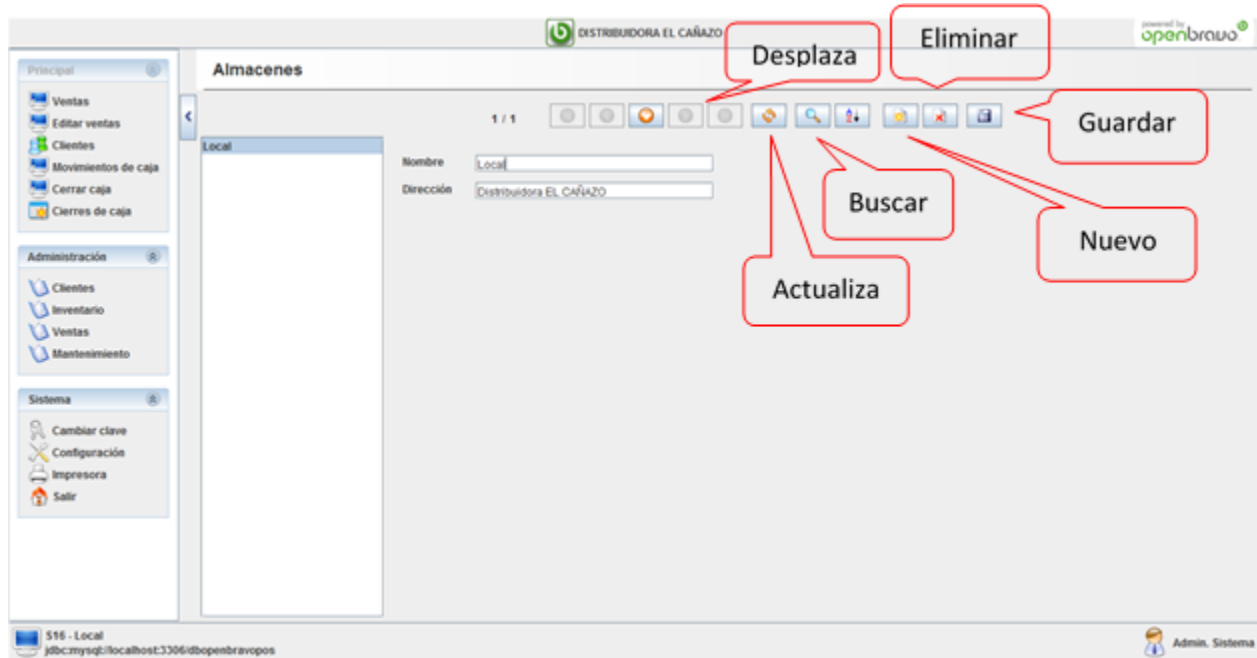 DISTRIBUIDORA EL CAÑAZO
powered by
openbravo
Desplaza
Eliminar
Guardar
Buscar
Nuevo
Actualiza
Principal
Ventas
Editar ventas
Clientes
Movimientos de caja
Cerrar caja
Cierres de caja
Administración
Clientes
Inventario
Ventas
Mantenimiento
Sistema
Cambiar clave
Configuración
Impresora
Salir
Almacenes
1 / 1
Local
Nombre Local
Dirección Distribuidora EL CAÑAZO
S16 - Local
jdbc:mysql://localhost:3306/dbopenbravopos
Admin. Sistema